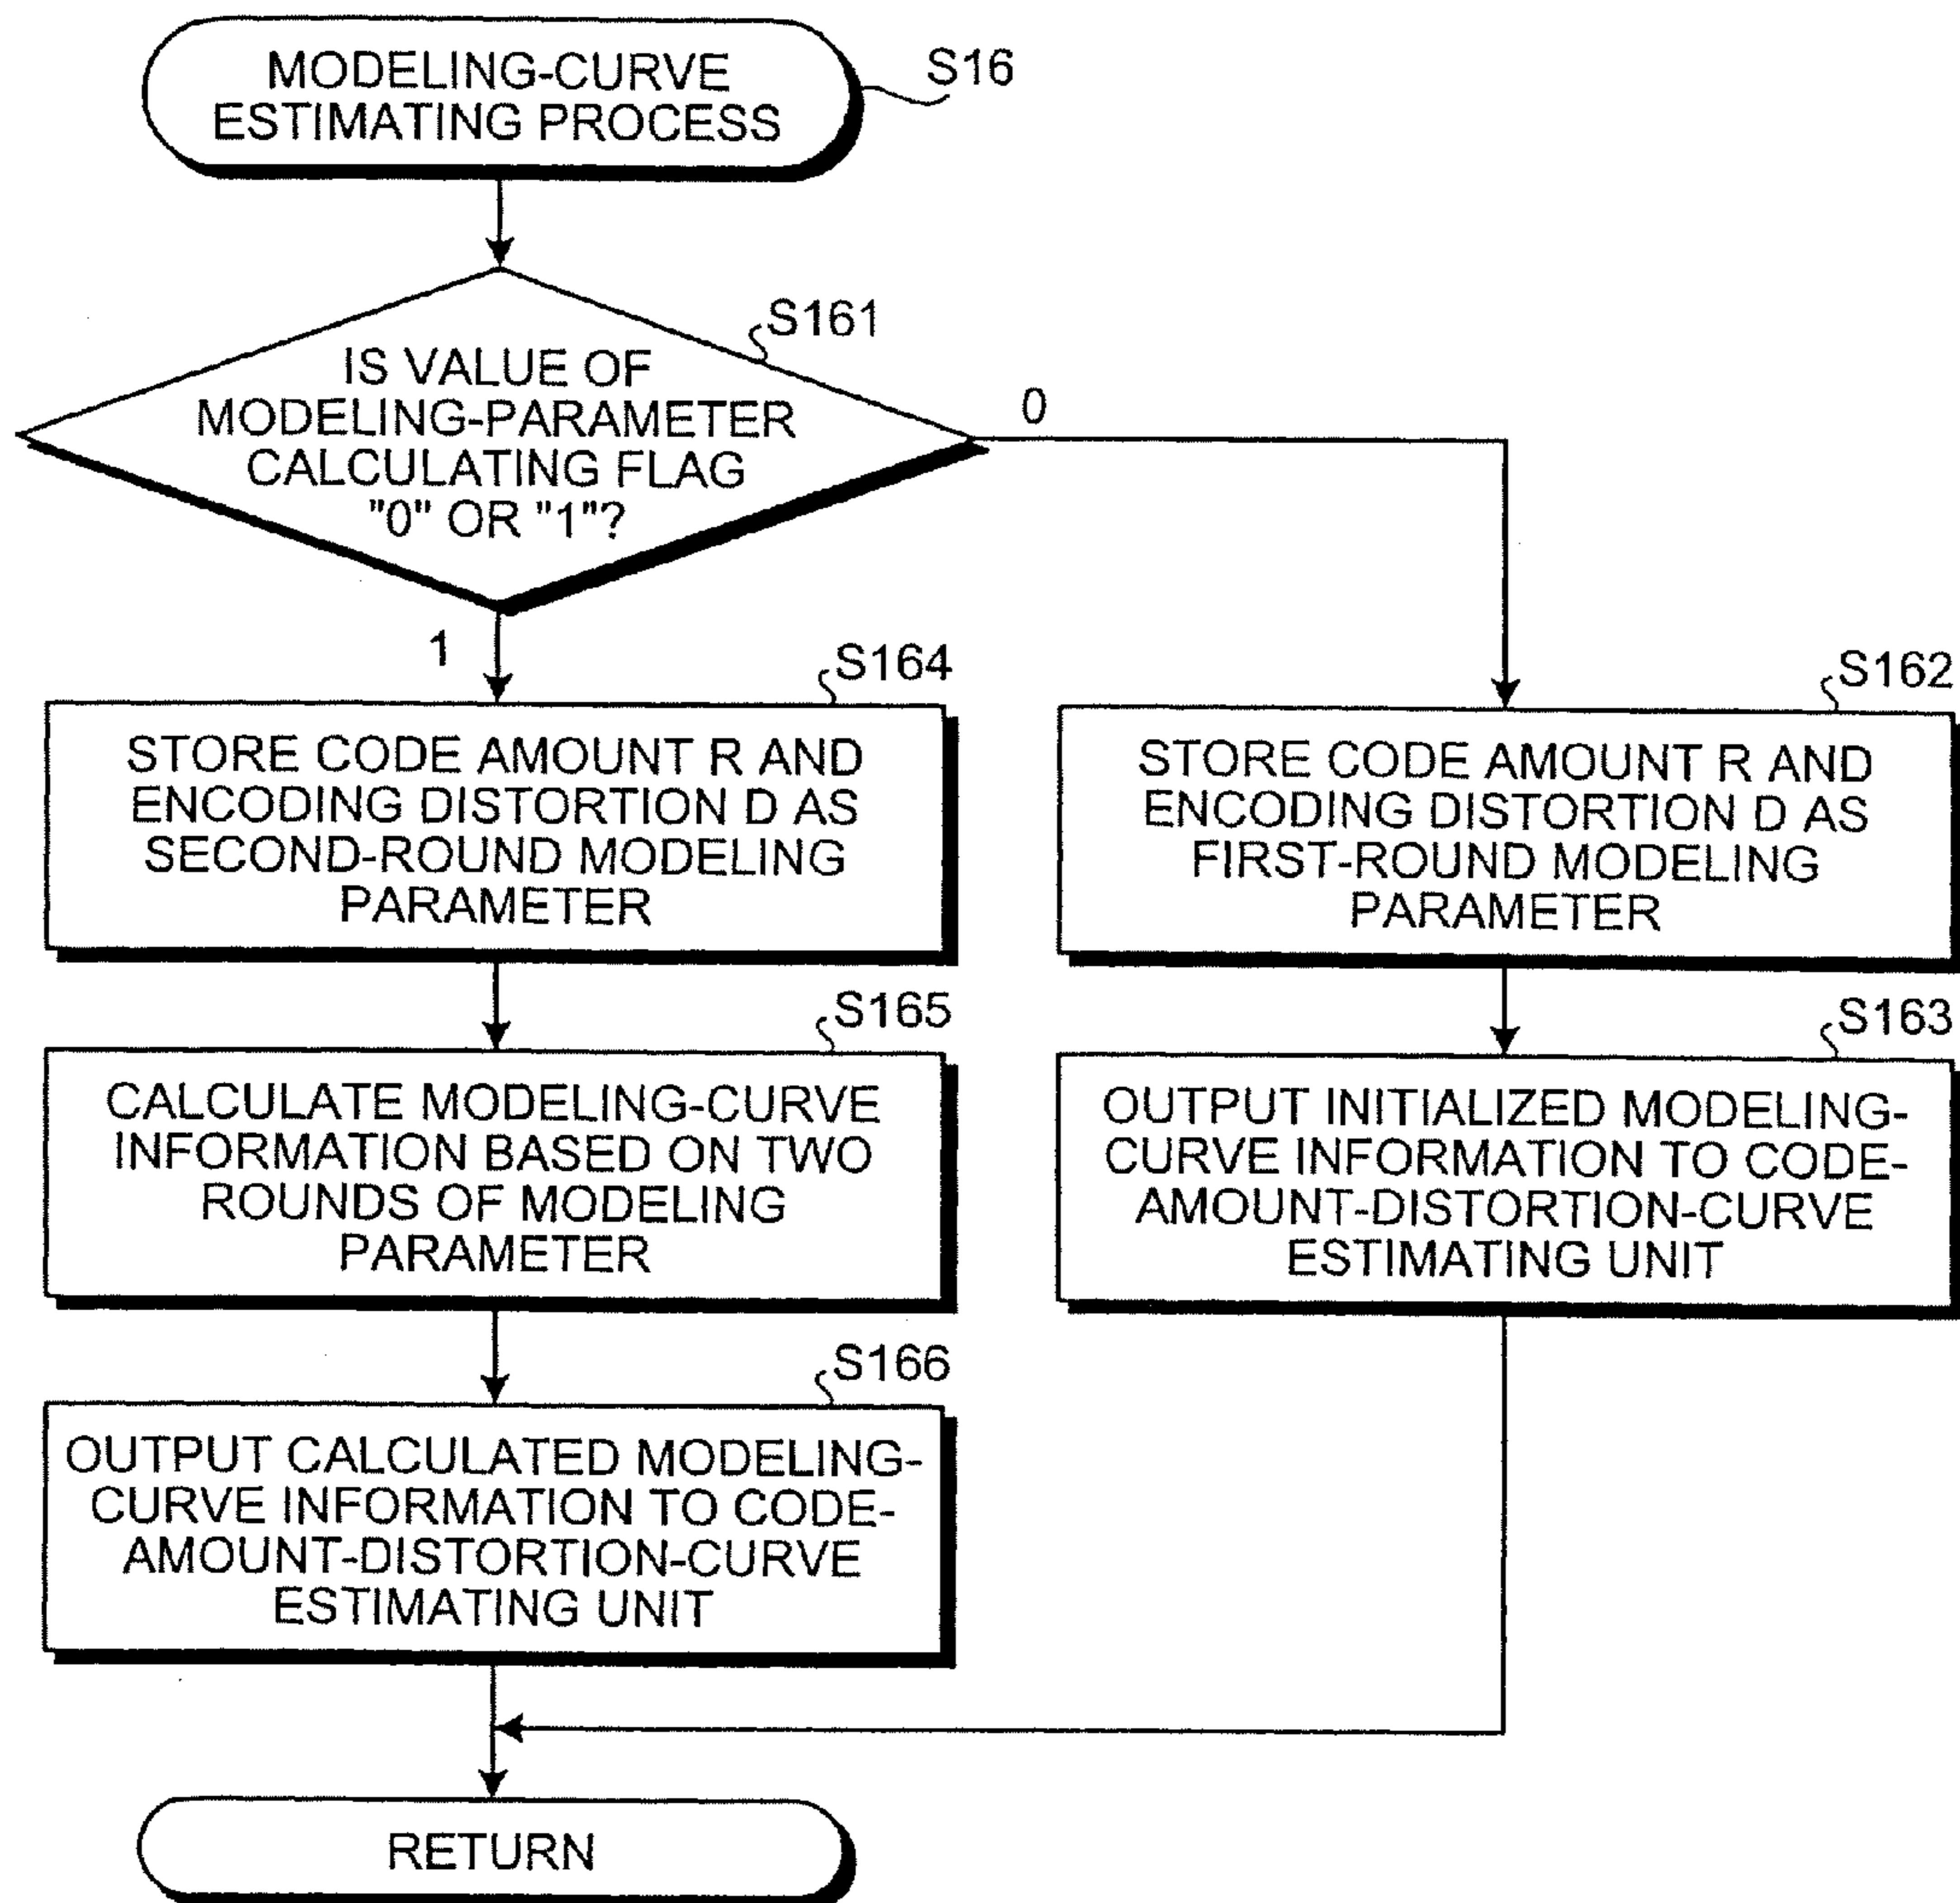 MODELING-CURVE
ESTIMATING PROCESS
S16
S161
IS VALUE OF
MODELING-PARAMETER
CALCULATING FLAG
"0" OR "1"?
0
1
S164
STORE CODE AMOUNT R AND
ENCODING DISTORTION D AS
SECOND-ROUND MODELING
PARAMETER
S162
STORE CODE AMOUNT R AND
ENCODING DISTORTION D AS
FIRST-ROUND MODELING
PARAMETER
S165
CALCULATE MODELING-CURVE
INFORMATION BASED ON TWO
ROUNDS OF MODELING
PARAMETER
S163
OUTPUT INITIALIZED MODELING-
CURVE INFORMATION TO CODE-
AMOUNT-DISTORTION-CURVE
ESTIMATING UNIT
S166
OUTPUT CALCULATED MODELING-
CURVE INFORMATION TO CODE-
AMOUNT-DISTORTION-CURVE
ESTIMATING UNIT
RETURN